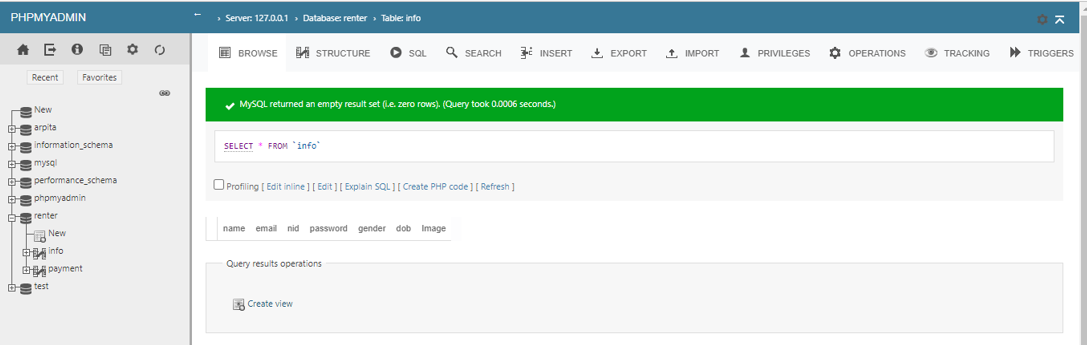 PHPMYADMIN
← › Server: 127.0.0.1 › Database: renter › Table: info
BROWSE STRUCTURE SQL SEARCH INSERT EXPORT IMPORT PRIVILEGES OPERATIONS TRACKING TRIGGERS
Recent Favorites
New
arpita
information_schema
mysql
performance_schema
phpmyadmin
renter
New
info
payment
test
MySQL returned an empty result set (i.e. zero rows). (Query took 0.0006 seconds.)
SELECT * FROM `info`
Profiling [ Edit inline ] [ Edit ] [ Explain SQL ] [ Create PHP code ] [ Refresh ]
name email nid password gender dob Image
Query results operations
Create view